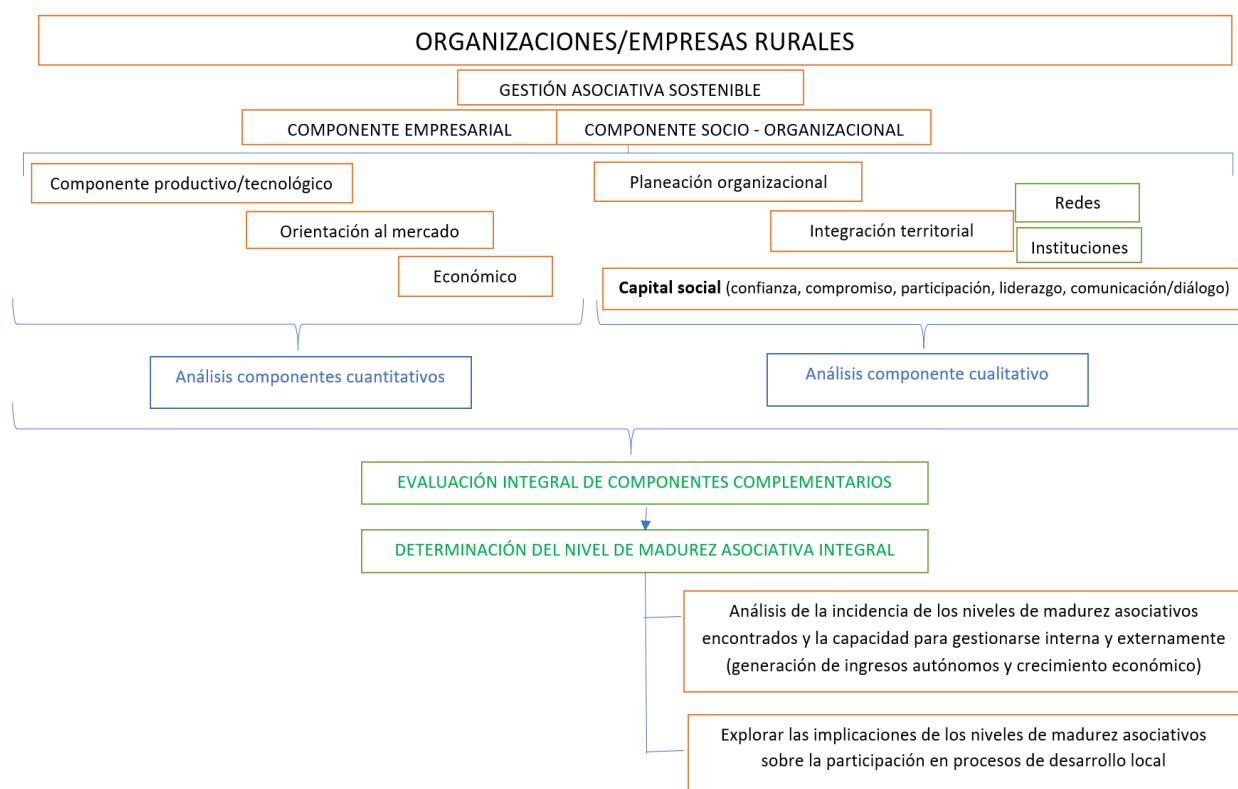 ORGANIZACIONES/EMPRESAS RURALES
GESTIÓN ASOCIATIVA SOSTENIBLE
COMPONENTE EMPRESARIAL
COMPONENTE SOCIO - ORGANIZACIONAL
Componente productivo/tecnológico
Planeación organizacional
Redes
Orientación al mercado
Integración territorial
Instituciones
Económico
Capital social (confianza, compromiso, participación, liderazgo, comunicación/diálogo)
Análisis componentes cuantitativos
Análisis componente cualitativo
EVALUACIÓN INTEGRAL DE COMPONENTES COMPLEMENTARIOS
DETERMINACIÓN DEL NIVEL DE MADUREZ ASOCIATIVA INTEGRAL
Análisis de la incidencia de los niveles de madurez asociativos
encontrados y la capacidad para gestionarse interna y externamente
(generación de ingresos autónomos y crecimiento económico)
Explorar las implicaciones de los niveles de madurez asociativos
sobre la participación en procesos de desarrollo local